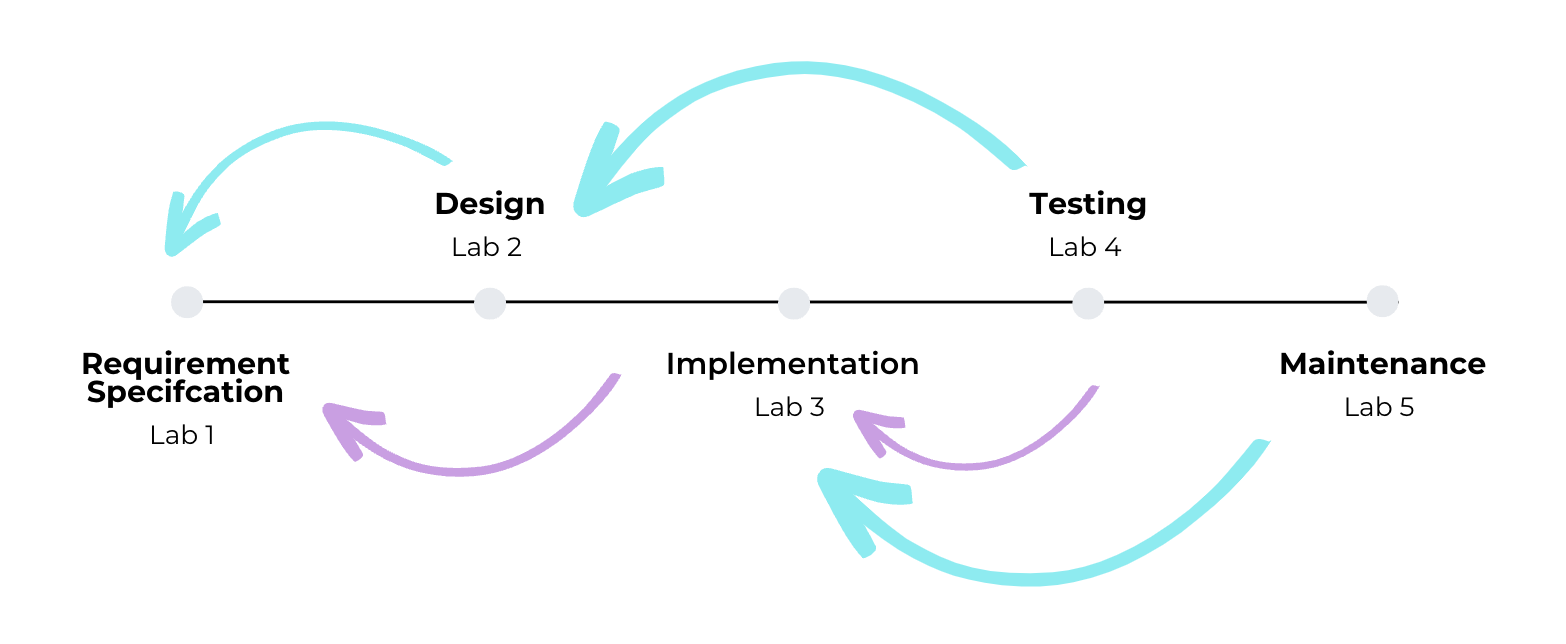 Design
Lab 2
Testing
Lab 4
Requirement
Specifcation
Lab 1
Implementation
Lab 3
Maintenance
Lab 5